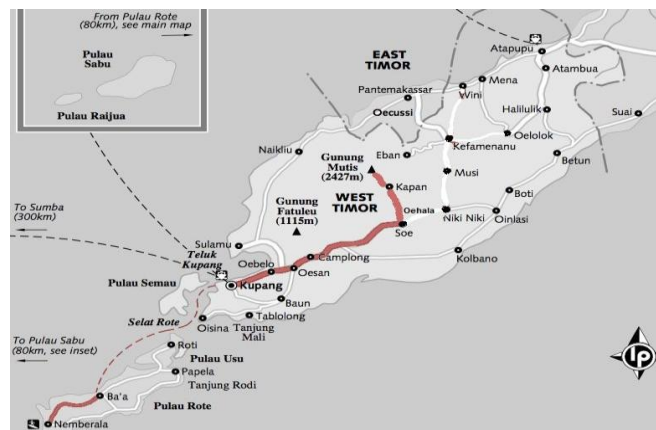 From Pulau Rote
(80km), see main map
Pulau
Sabu
Pulau Raijua
EAST
TIMOR
Atapupu
Atambua
Mena
Wini
Pantemakassar
Oecussi
Halilulik
Suai
Kefamenanu
Oelolok
Naikliu
Eban
Betun
Gunung
Mutis
(2427m)
Musi
Kapan
WEST
TIMOR
Boti
Gunung
Fatuleu
(1115m)
Oehala
Niki Niki
Oinlasi
Soe
To Sumba
(300km)
Sulamu
Teluk
Kupang
Oebelo
Camplong
Kolbano
Oesan
Pulau Semau
Kupang
Baun
Selat Rote
Oisina
Tablolong
Tanjung
Mali
To Pulau Sabu
(80km, see inset)
Roti
Pulau Usu
Papela
Tanjung Rodi
Ba'a
Pulau Rote
Nemberala
lp